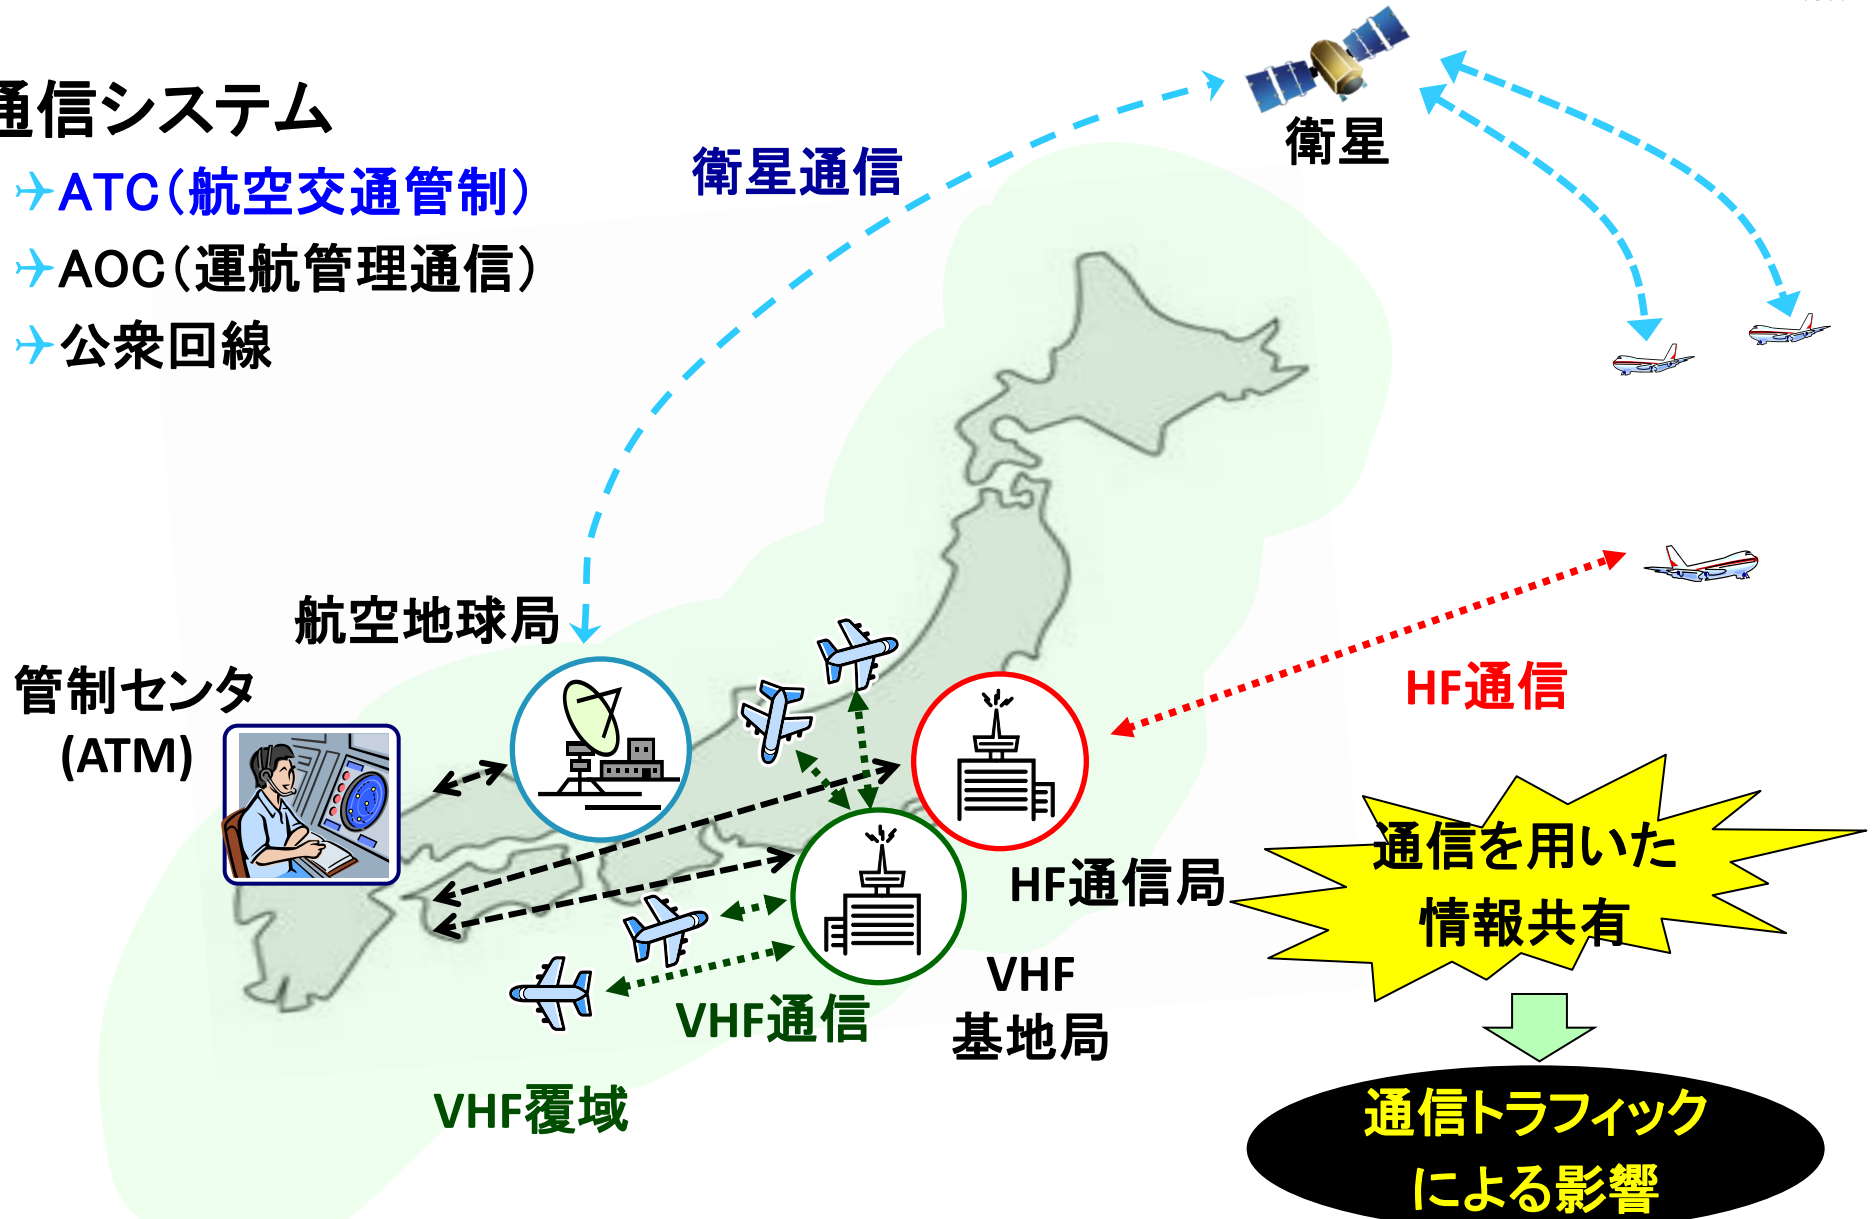 通信システム
ATC(航空交通管制)
AOC(運航管理通信)
公衆回線
衛星通信
衛星
航空地球局
管制センタ
(ATM)
HF通信
HF通信局
VHF
基地局
VHF通信
VHF覆域
通信を用いた
情報共有
通信トラフィック
による影響